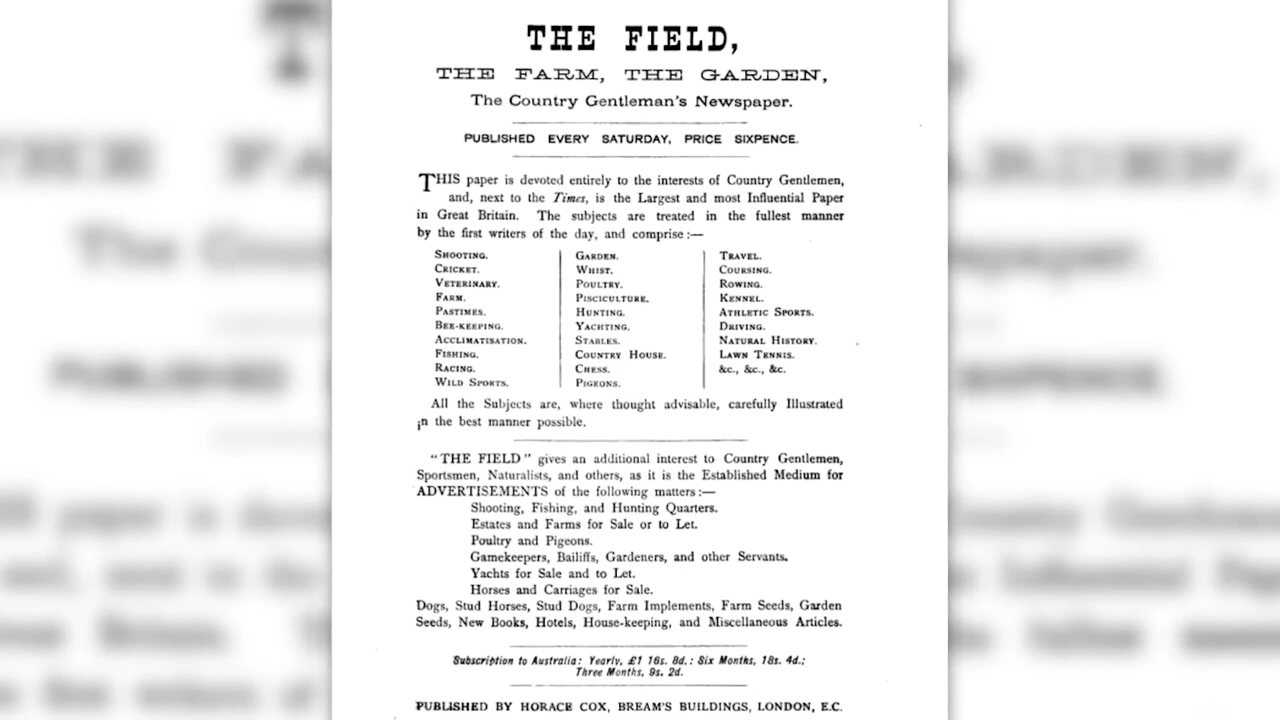 THE FIELD,
THE FARM, THE GARDEN,
The Country Gentleman's Newspaper.
PUBLISHED EVERY SATURDAY, PRICE SIXPENCE.
THIS paper is devoted entirely to the interests of Country Gentlemen,
and, next to the Times, is the Largest and most Influential Paper
in Great Britain. The subjects are treated in the fullest manner
by the first writers of the day, and comprise:—
SHOOTING.
CRICKET.
VETERINARY.
FARM.
PASTIMES.
BEE-KEEPING.
ACCLIMATISATION.
FISHING.
RACING.
WILD SPORTS.
GARDEN.
WHIST.
POULTRY.
PISCICULTURE.
HUNTING.
YACHTING.
STABLES.
COUNTRY HOUSE.
CHESS.
PIGEONS.
TRAVEL.
COURSING.
ROWING.
KENNEL.
ATHLETIC SPORTS.
DRIVING.
NATURAL HISTORY.
LAWN TENNIS.
&c., &c., &c.
All the Subjects are, where thought advisable, carefully Illustrated
in the best manner possible.
"THE FIELD" gives an additional interest to Country Gentlemen,
Sportsmen, Naturalists, and others, as it is the Established Medium for
ADVERTISEMENTS of the following matters:—
Shooting, Fishing, and Hunting Quarters.
Estates and Farms for Sale or to Let.
Poultry and Pigeons.
Gamekeepers, Bailiffs, Gardeners, and other Servants.
Yachts for Sale and to Let.
Horses and Carriages for Sale.
Dogs, Stud Horses, Stud Dogs, Farm Implements, Farm Seeds, Garden
Seeds, New Books, Hotels, House-keeping, and Miscellaneous Articles.
Subscription to Australia: Yearly, £1 16s. 8d.: Six Months, 18s. 4d.;
Three Months, 9s. 2d.
PUBLISHED BY HORACE COX, BREAM'S BUILDINGS, LONDON, E.C.